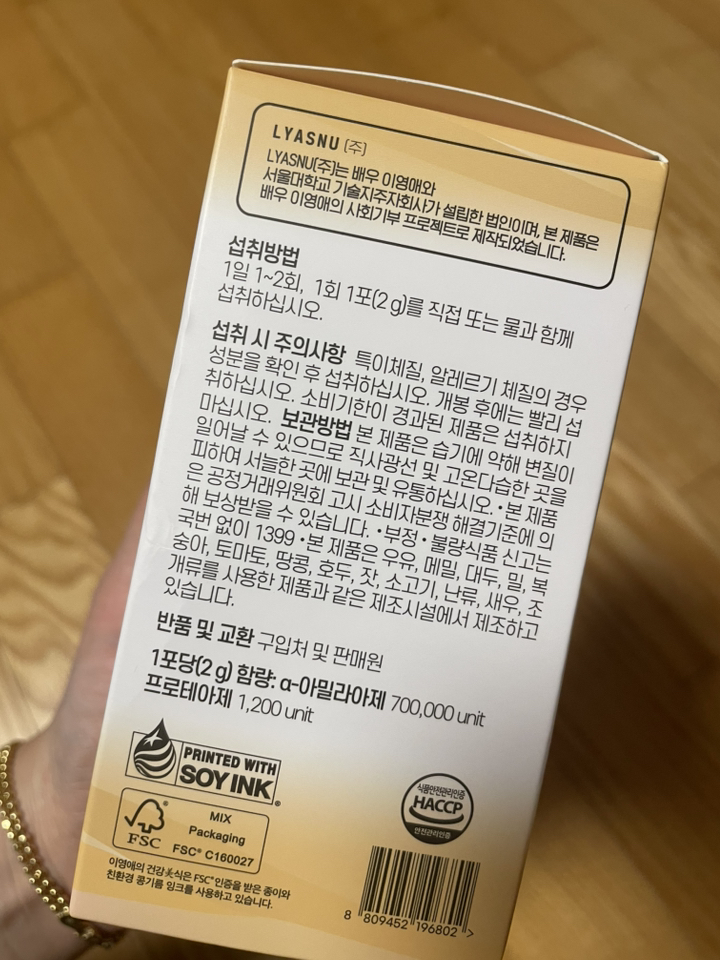 LYASNU (주)
LYASNU(주)는 배우 이영애와
서울대학교 기술지주자회사가 설립한 법인이며, 본 제품은
배우 이영애의 사회기부 프로젝트로 제작되었습니다.
섭취방법
1일 1~2회, 1회 1포(2 g)를 직접 또는 물과 함께
섭취하십시오.
섭취 시 주의사항 특이체질, 알레르기 체질의 경우
성분을 확인 후 섭취하십시오. 개봉 후에는 빨리 섭
취하십시오. 소비기한이 경과된 제품은 섭취하지
마십시오. 보관방법 본 제품은 습기에 약해 변질이
일어날 수 있으므로 직사광선 및 고온다습한 곳을
피하여 서늘한 곳에 보관 및 유통하십시오. •본 제품
은 공정거래위원회 고시 소비자분쟁 해결기준에 의
해 보상받을 수 있습니다. •부정•불량식품 신고는
국번 없이 1399 •본 제품은 우유, 메밀, 대두, 밀, 복
숭아, 토마토, 땅콩, 호두, 잣, 소고기, 난류, 새우, 조
개류를 사용한 제품과 같은 제조시설에서 제조하고
있습니다.
반품 및 교환 구입처 및 판매원
1포당(2 g) 함량: α-아밀라아제 700,000 unit
프로테아제 1,200 unit
PRINTED WITH
SOY INK®
FSC
MIX
Packaging
FSC® C160027
이영애의 건강美식은 FSC®인증을 받은 종이와
친환경 콩기름 잉크를 사용하고 있습니다.
식품안전관리인증
HACCP
안전관리인증
8 809452 196802 >